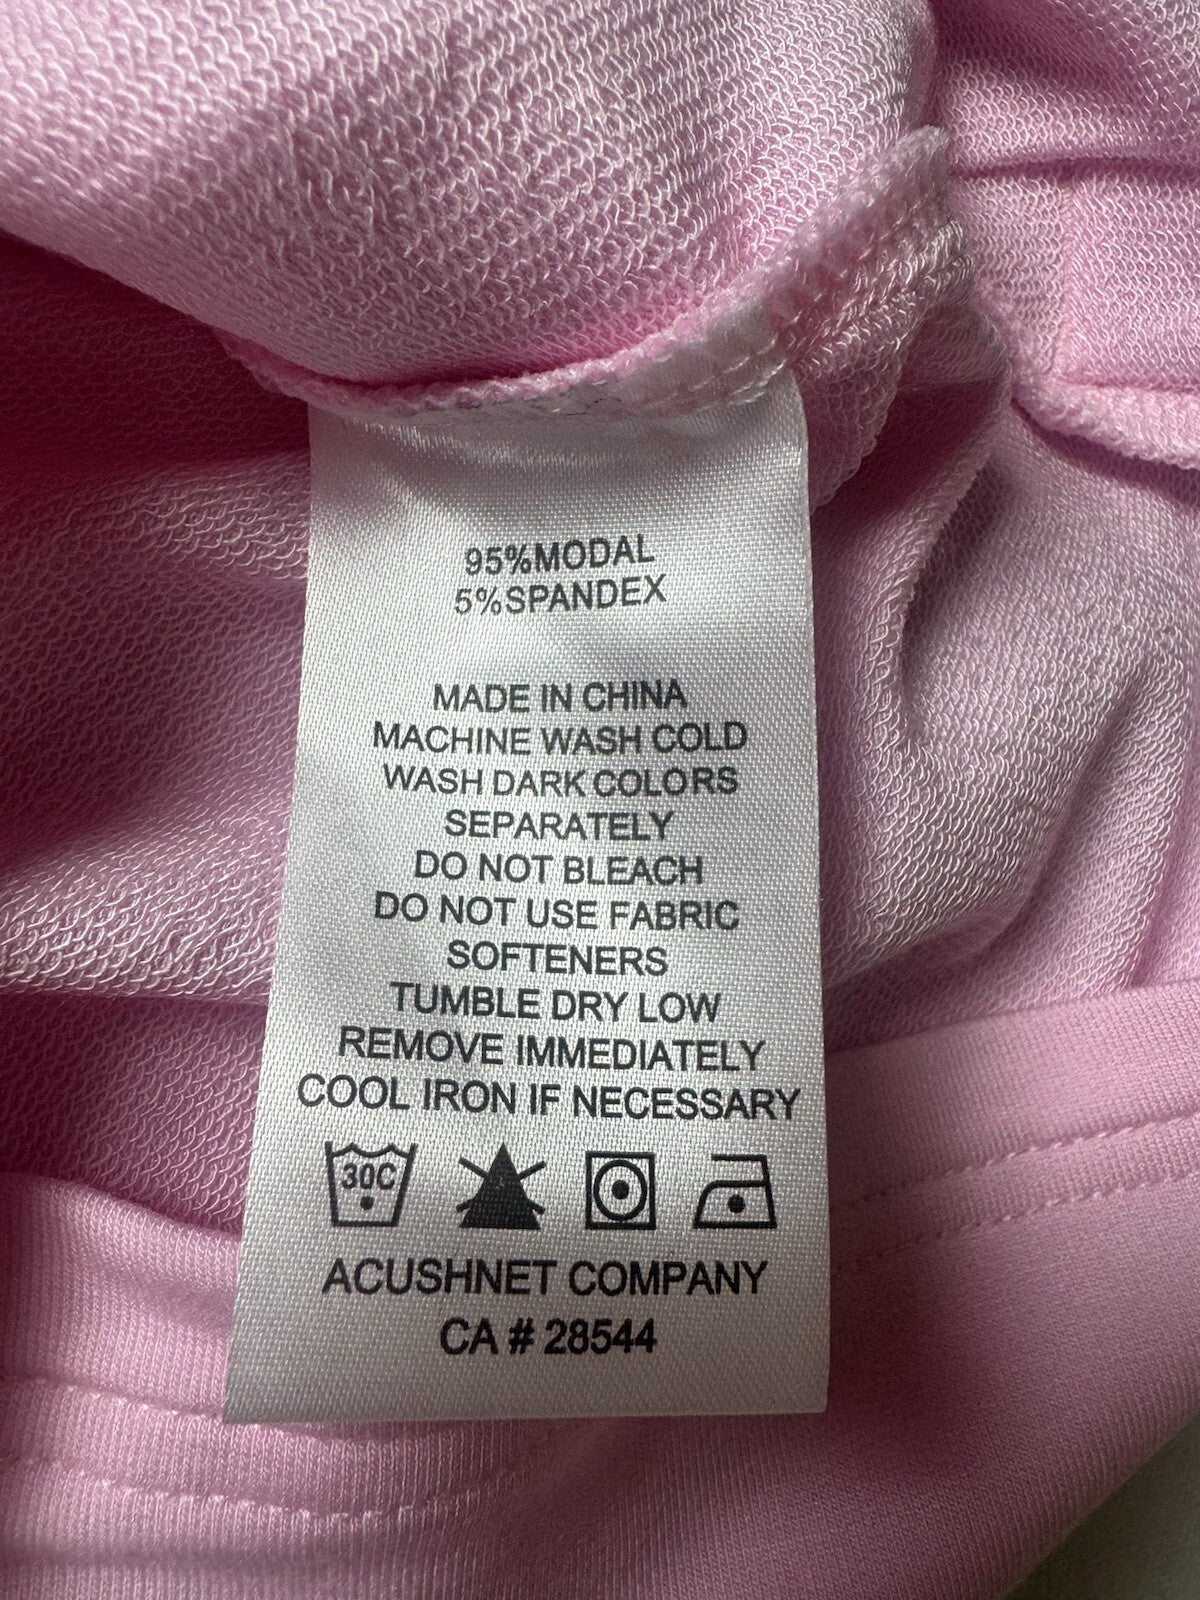 95%MODAL
5%SPANDEX
MADE IN CHINA
MACHINE WASH COLD
WASH DARK COLORS
SEPARATELY
DO NOT BLEACH
DO NOT USE FABRIC
SOFTENERS
TUMBLE DRY LOW
REMOVE IMMEDIATELY
COOL IRON IF NECESSARY
30C
ACUSHNET COMPANY
CA # 28544